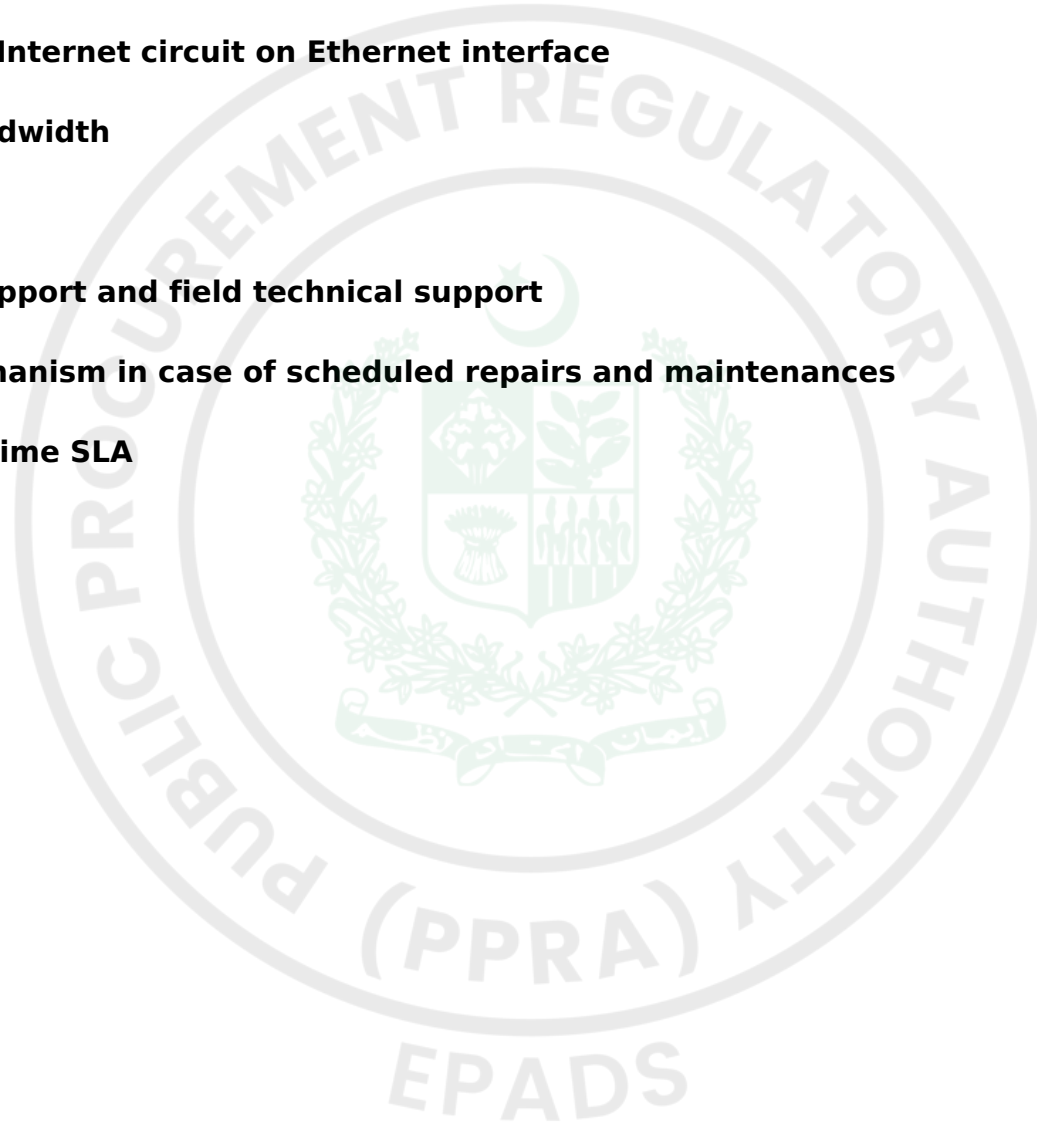 Internet circuit on Ethernet interface
dwidth
pport and field technical support
hanism in case of scheduled repairs and maintenances
ime SLA
PUBLIC PROCUREMENT REGULATORY AUTHORITY
(PPRA)
EPADS